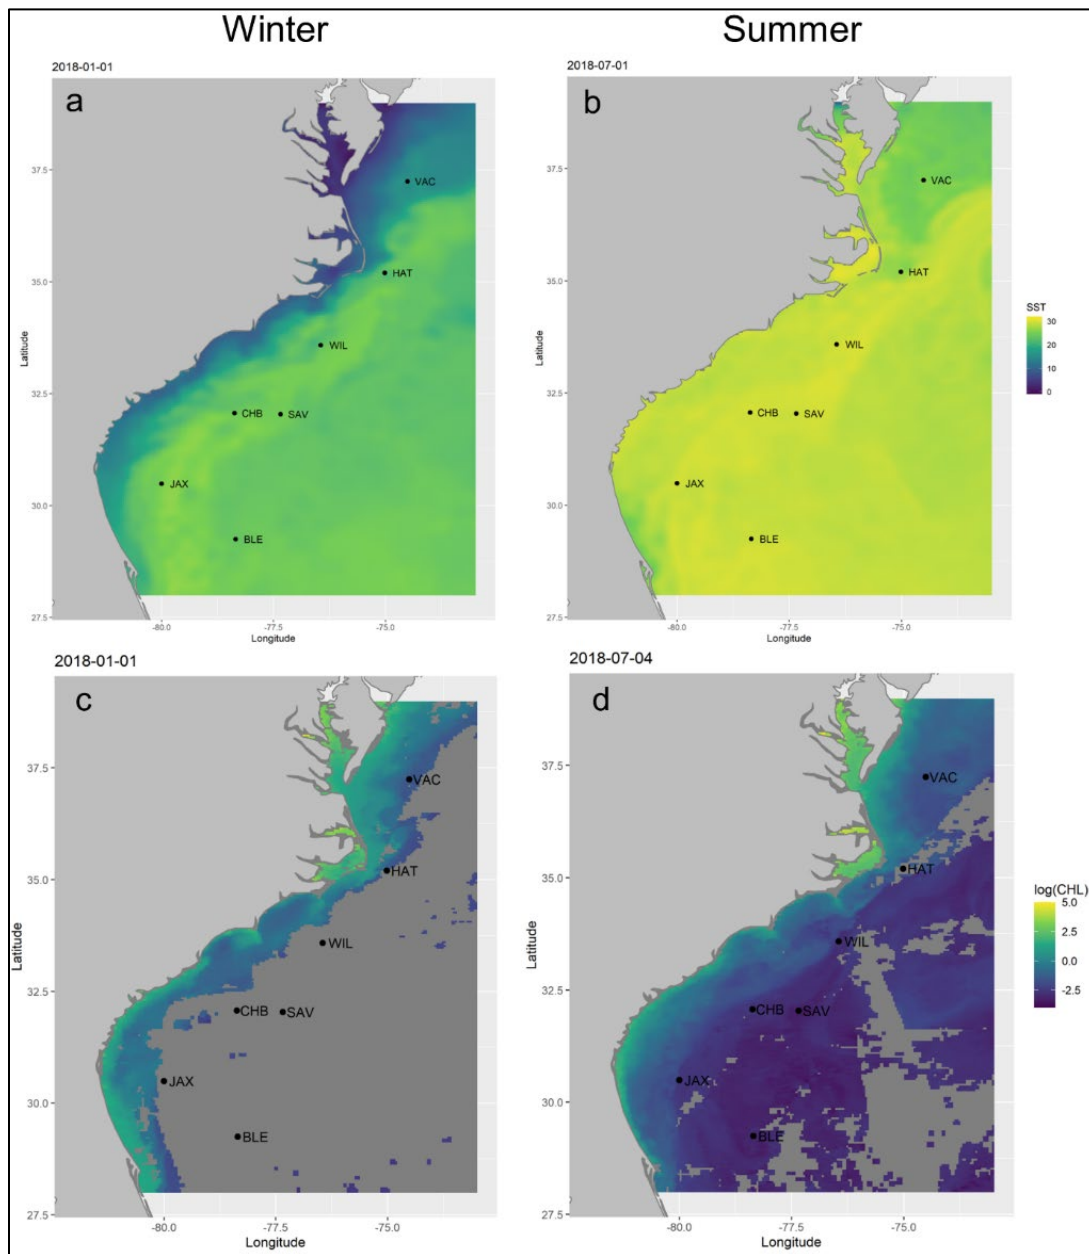 Winter
Summer
2018-01-01
2018-07-01
a
b
37.5
35.0
32.5
30.0
27.5
Latitude
VAC
HAT
WIL
CHB
SAV
JAX
BLE
-80.0
-77.5
-75.0
Longitude
37.5
35.0
32.5
30.0
27.5
Latitude
VAC
HAT
WIL
CHB
SAV
JAX
BLE
-80.0
-77.5
-75.0
Longitude
SST
30
20
10
0
2018-01-01
2018-07-04
c
d
37.5
35.0
32.5
30.0
27.5
Latitude
VAC
HAT
WIL
CHB
SAV
JAX
BLE
-80.0
-77.5
-75.0
Longitude
37.5
35.0
32.5
30.0
27.5
Latitude
VAC
HAT
WIL
CHB
SAV
JAX
BLE
-80.0
-77.5
-75.0
Longitude
log(CHL)
5.0
2.5
0.0
-2.5